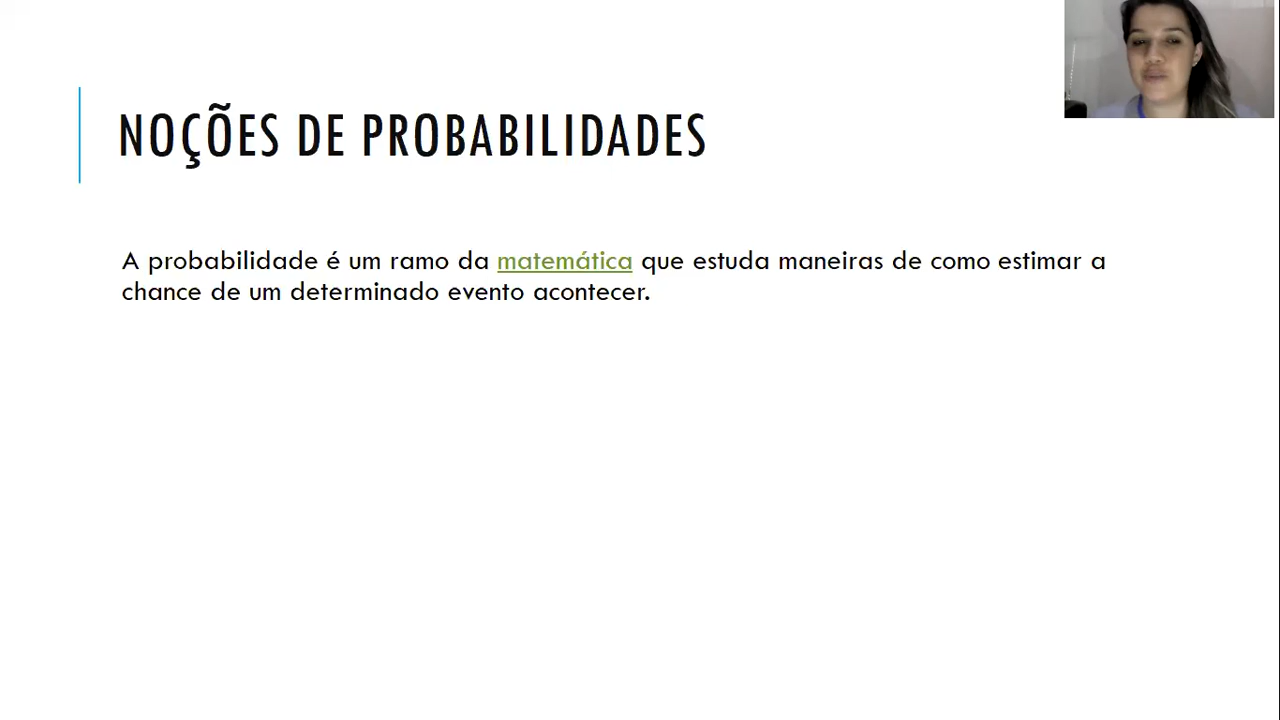 NOÇÕES DE PROBABILIDADES
A probabilidade é um ramo da matemática que estuda maneiras de como estimar a
chance de um determinado evento acontecer.